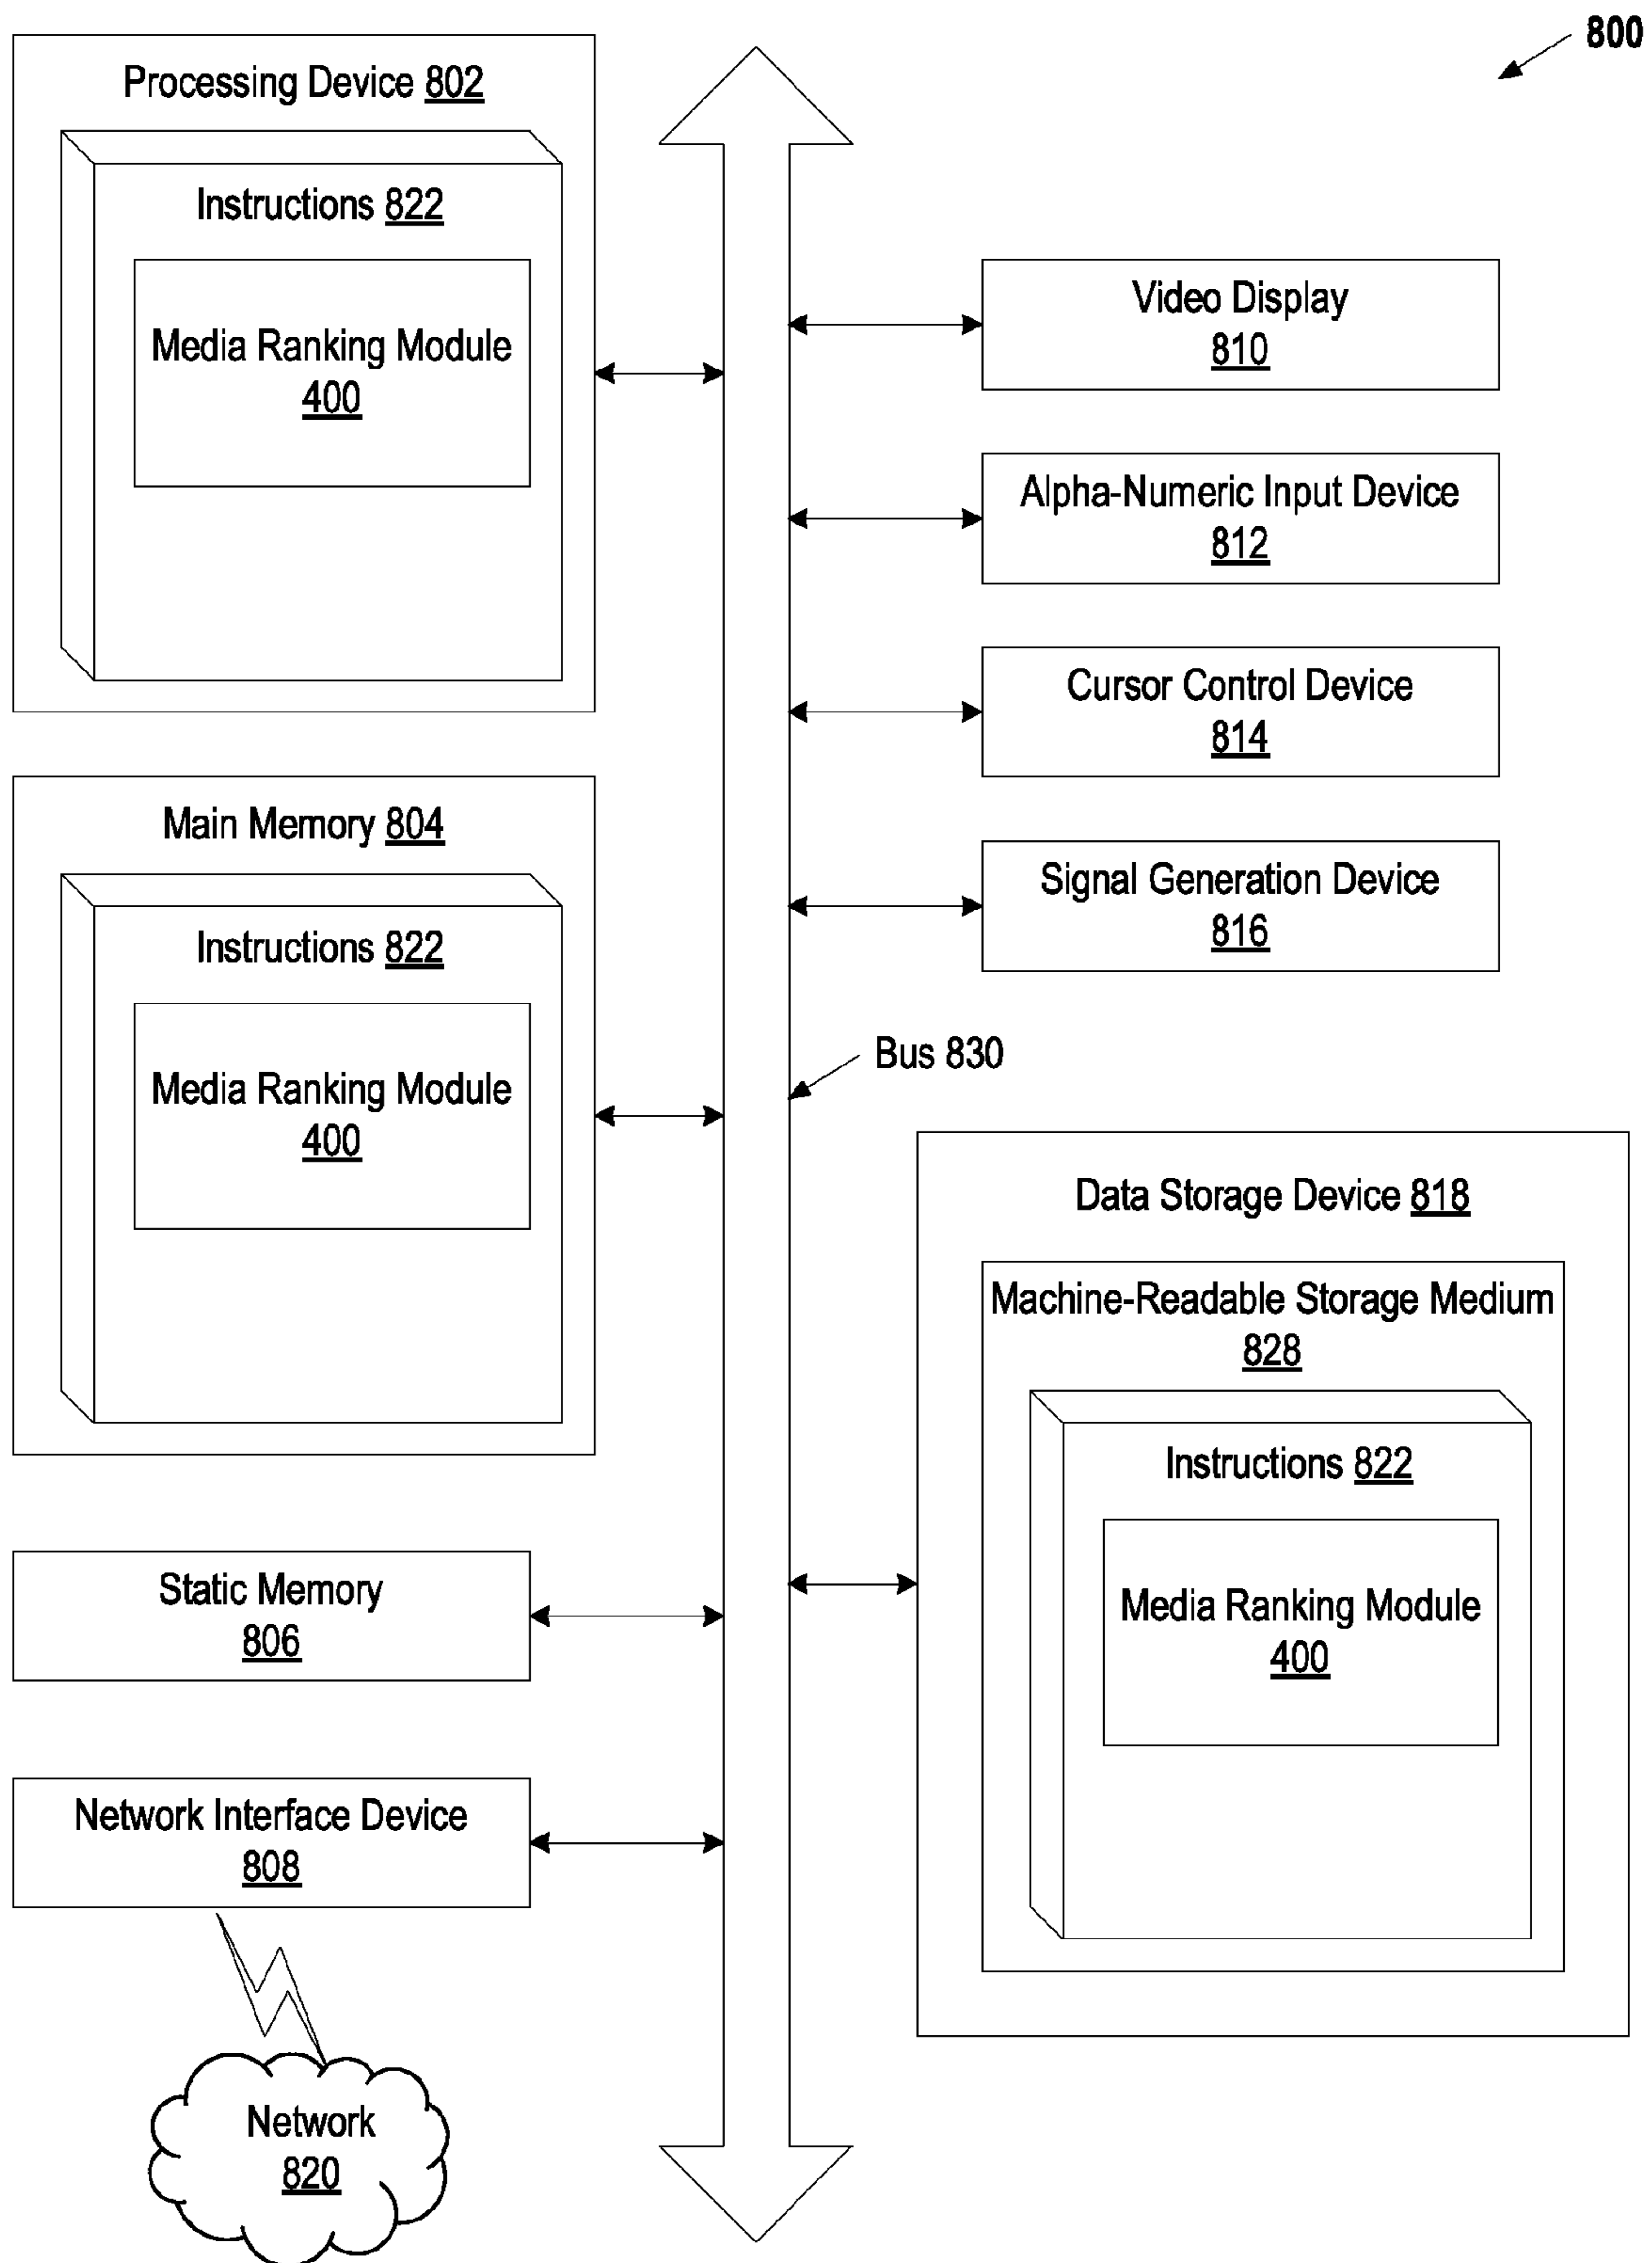 800
Processing Device 802
Instructions 822
Media Ranking Module
400
Main Memory 804
Instructions 822
Media Ranking Module
400
Static Memory
806
Network Interface Device
808
Network
820
Video Display
810
Alpha-Numeric Input Device
812
Cursor Control Device
814
Signal Generation Device
816
Bus 830
Data Storage Device 818
Machine-Readable Storage Medium
828
Instructions 822
Media Ranking Module
400